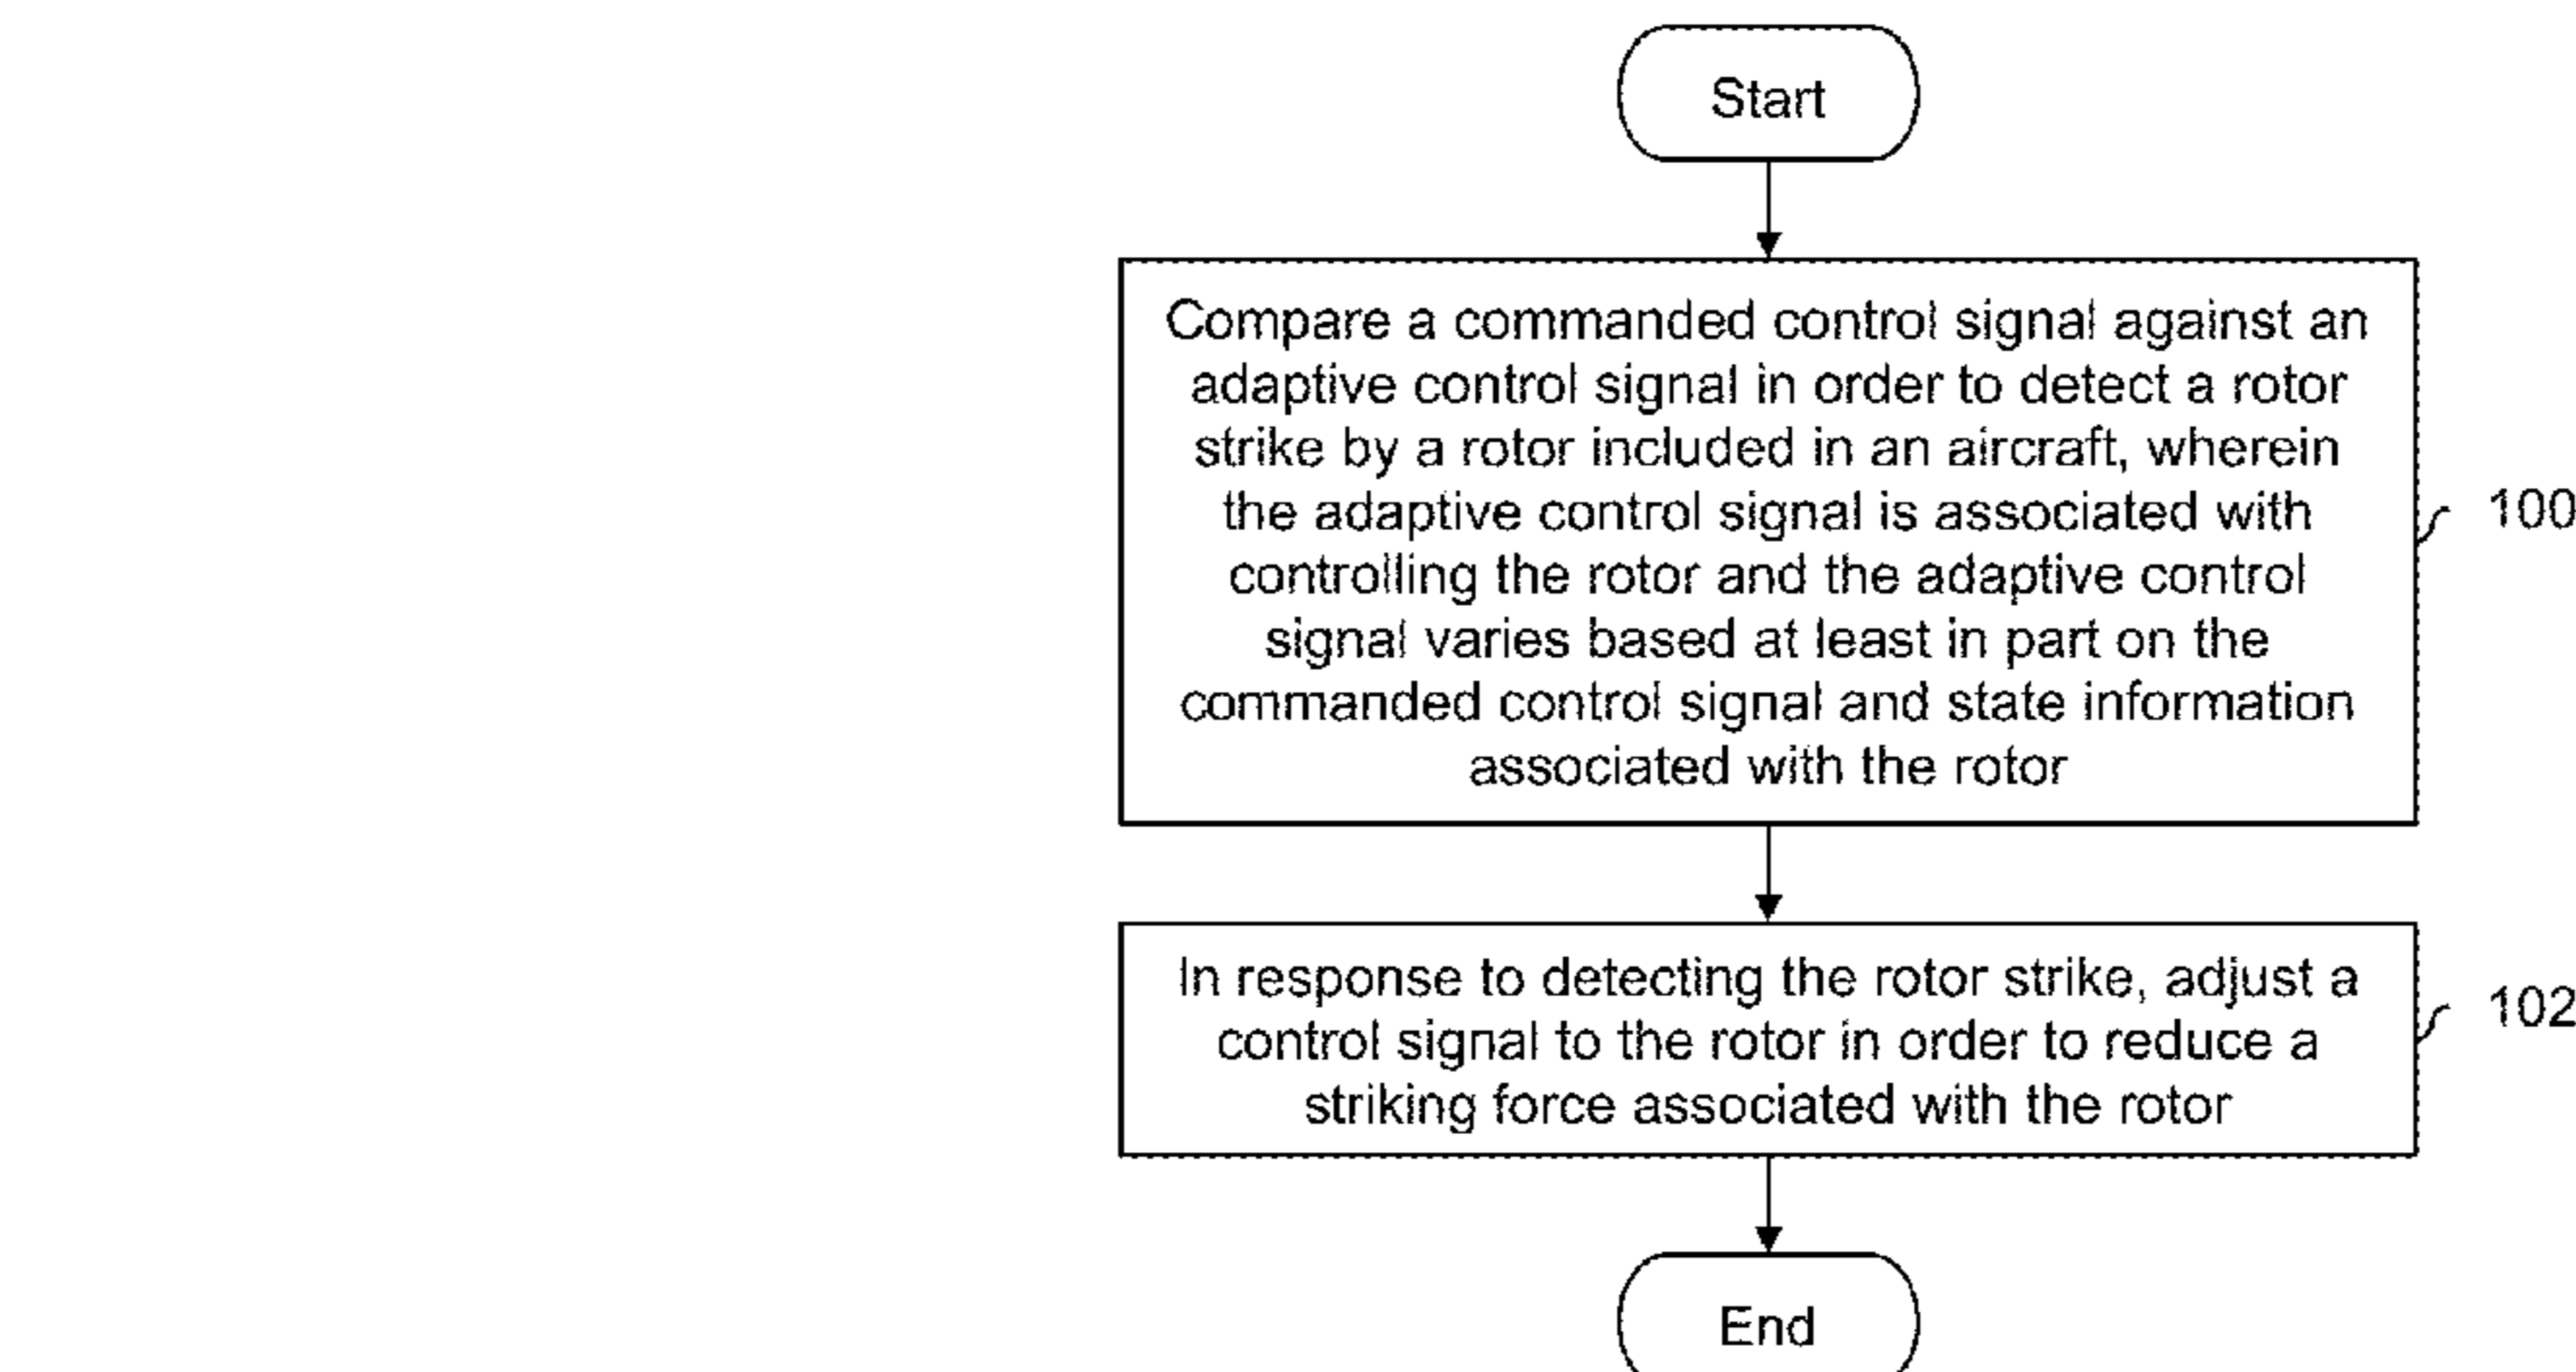 Start
Compare a commanded control signal against an
adaptive control signal in order to detect a rotor
strike by a rotor included in an aircraft, wherein
the adaptive control signal is associated with
controlling the rotor and the adaptive control
signal varies based at least in part on the
commanded control signal and state information
associated with the rotor
100
In response to detecting the rotor strike, adjust a
control signal to the rotor in order to reduce a
striking force associated with the rotor
102
End